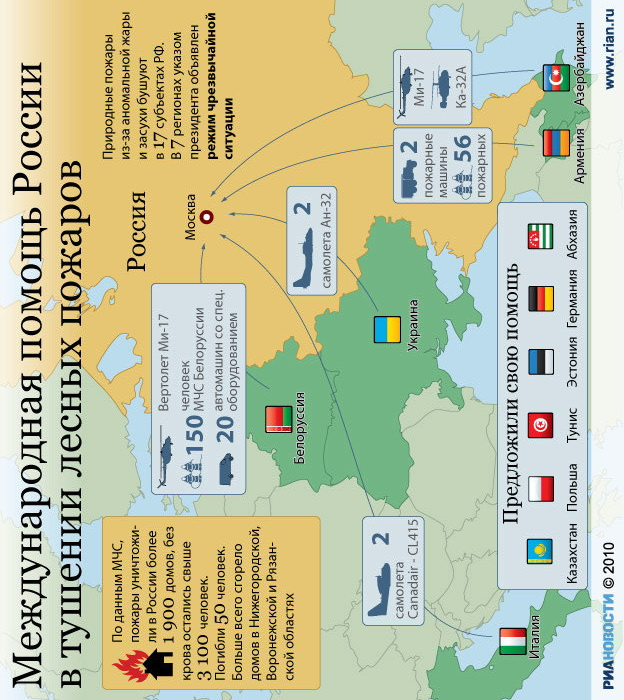 Международная помощь России
в тушении лесных пожаров
По данным МЧС,
пожары уничтожи-
ли в России более
1 900 домов, без
крова остались свыше
3 100 человек.
Погибли 50 человек.
Больше всего сгорело
домов в Нижегородской,
Воронежской и Рязан-
ской областях
Природные пожары
из-за аномальной жары
и засухи бушуют
в 17 субъектах РФ.
В 7 регионах указом
президента объявлен
режим чрезвычайной
ситуации
Россия
Москва
Вертолет Ми-17
150 человек
МЧС Белоруссии
20 автомашин со спец.
оборудованием
Белоруссия
2
самолета Ан-32
Украина
2
самолета
Canadair - CL415
Италия
2
пожарные
машины
56
пожарных
Армения
Ми-17
Ка-32А
Азербайджан
Предложили свою помощь
Казахстан
Польша
Тунис
Эстония
Германия
Абхазия
РИАНОВОСТИ © 2010
www.rian.ru